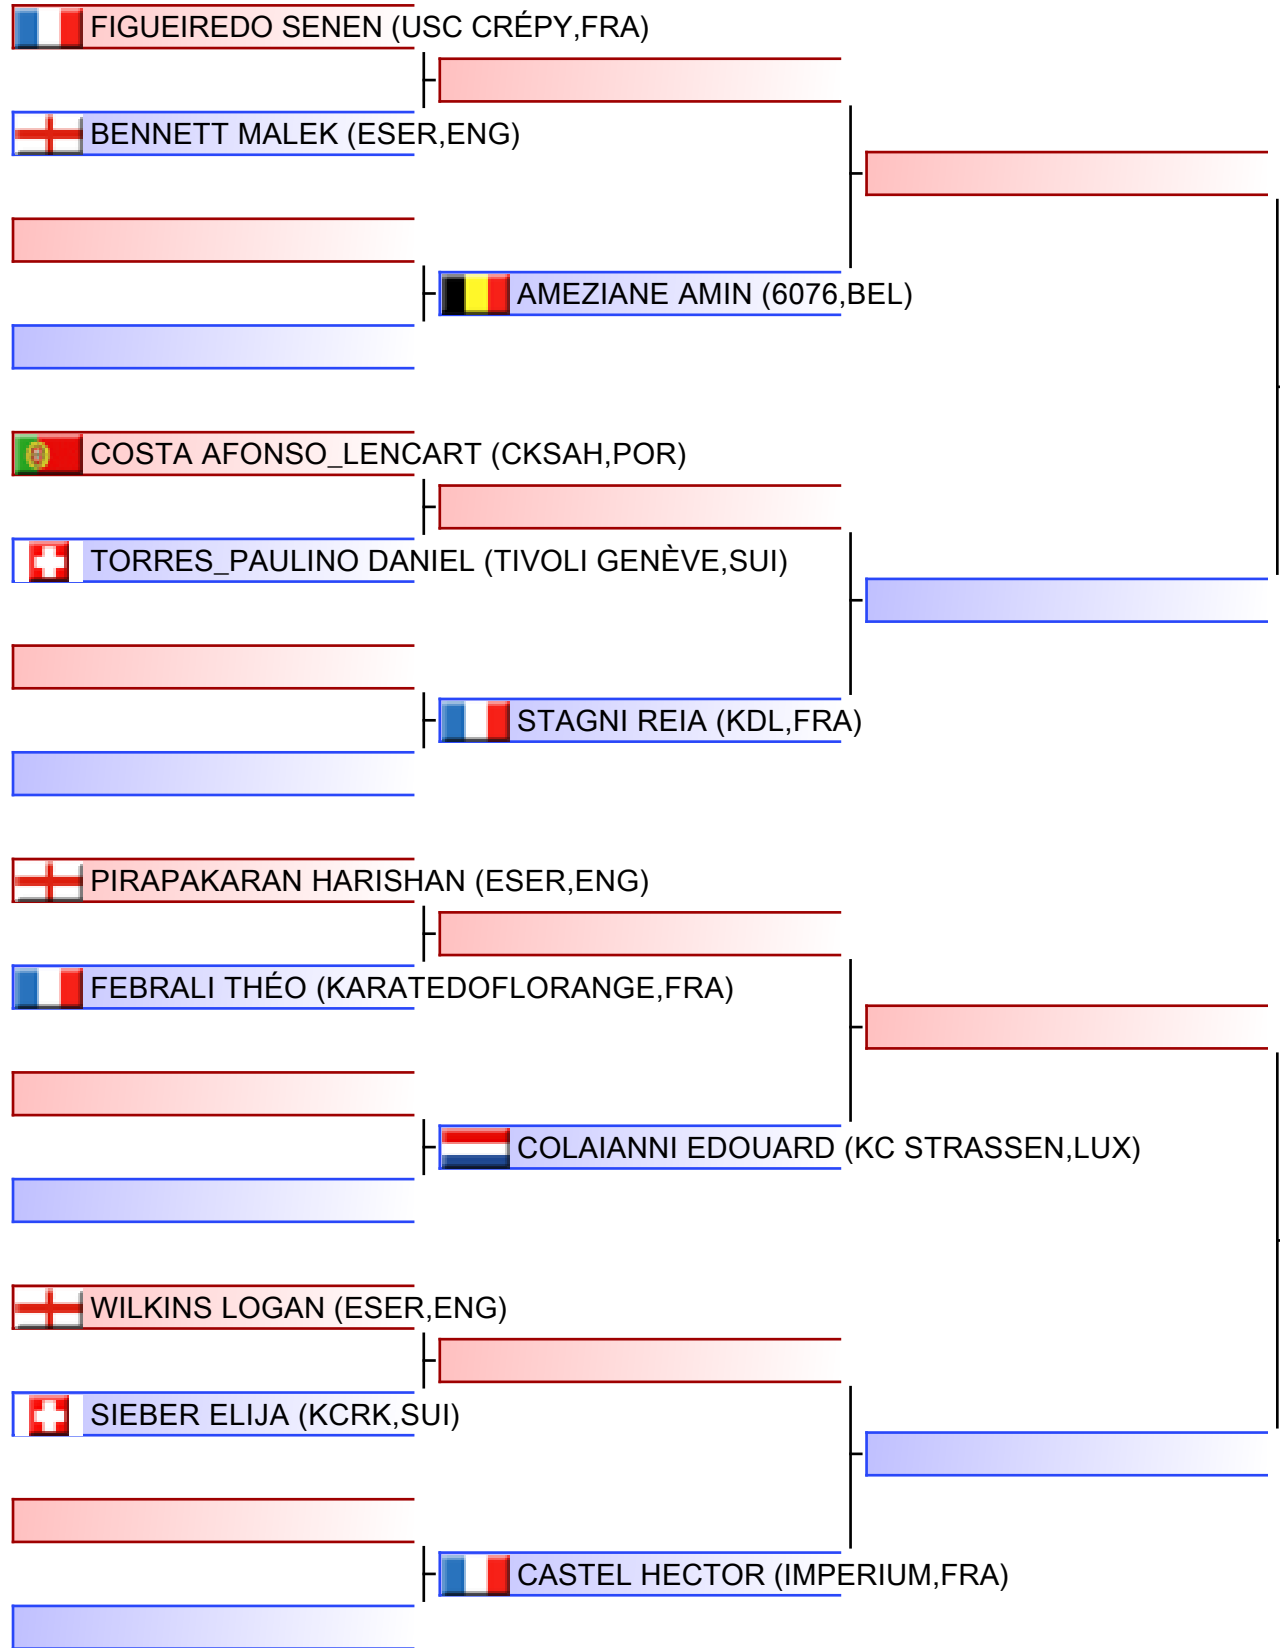 FIGUEIREDO SENEN (USC CRÉPY,FRA)
BENNETT MALEK (ESER,ENG)
AMEZIANE AMIN (6076,BEL)
COSTA AFONSO_LENCART (CKSAH,POR)
TORRES_PAULINO DANIEL (TIVOLI GENÈVE,SUI)
STAGNI REIA (KDL,FRA)
PIRAPAKARAN HARISHAN (ESER,ENG)
FEBRALI THÉO (KARATEDOFLORANGE,FRA)
COLAIANNI EDOUARD (KC STRASSEN,LUX)
WILKINS LOGAN (ESER,ENG)
SIEBER ELIJA (KCRK,SUI)
CASTEL HECTOR (IMPERIUM,FRA)